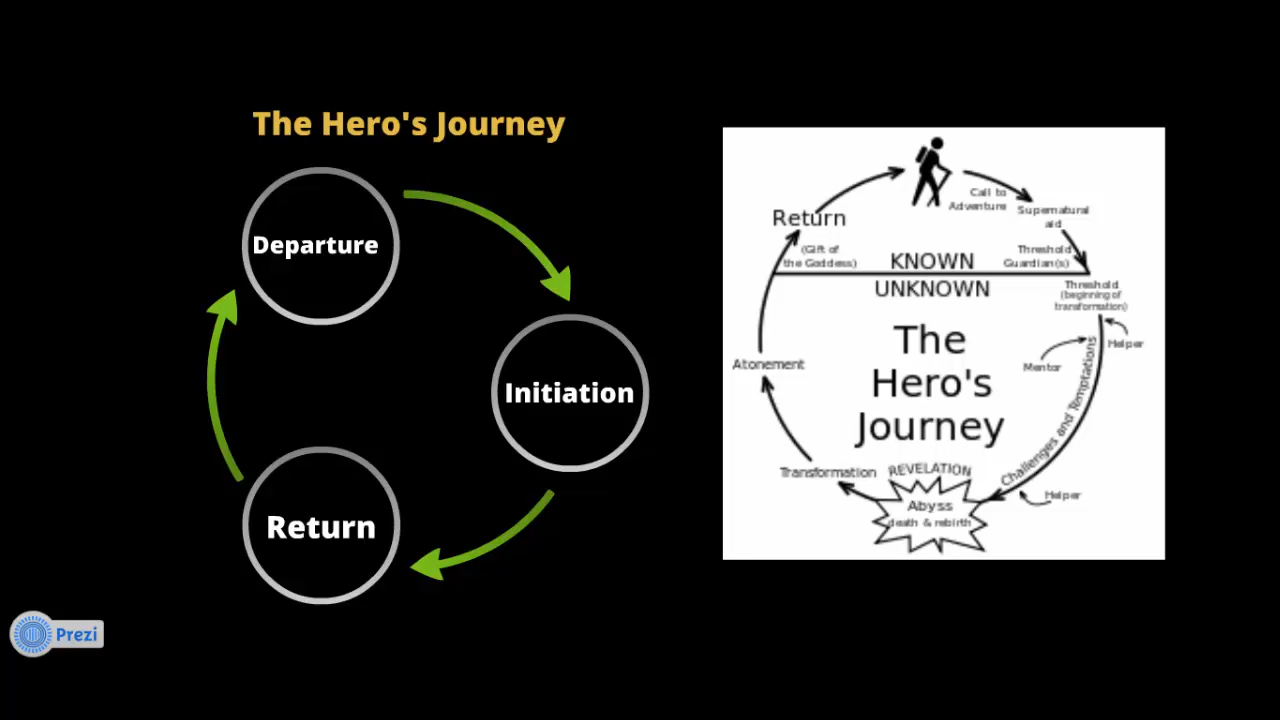 The Hero's Journey
Departure
Initiation
Return
Prezi
Call to
Adventure
Supernatural
aid
Return
(Gift of
the Goddess)
KNOWN
Threshold
Guardian(s)
UNKNOWN
Threshold
(beginning of
transformation)
Helper
Mentor
Challenges and Temptations
The
Hero's
Journey
Atonement
Transformation
REVELATION
Abyss
death & rebirth
Helper